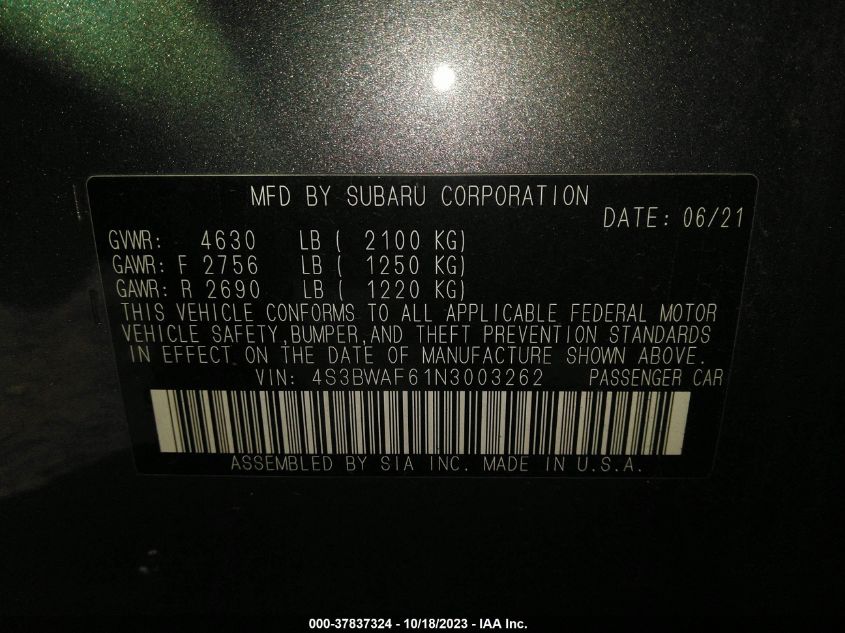 MFD BY SUBARU CORPORATION
DATE: 06/21
GVWR: 4630 LB ( 2100 KG)
GAWR: F 2756 LB ( 1250 KG)
GAWR: R 2690 LB ( 1220 KG)
THIS VEHICLE CONFORMS TO ALL APPLICABLE FEDERAL MOTOR
VEHICLE SAFETY,BUMPER,AND THEFT PREVENTION STANDARDS
IN EFFECT ON THE DATE OF MANUFACTURE SHOWN ABOVE.
VIN: 4S3BWAF61N3003262 PASSENGER CAR
ASSEMBLED BY SIA INC. MADE IN U.S.A.
000-37837324 - 10/18/2023 - IAA Inc.